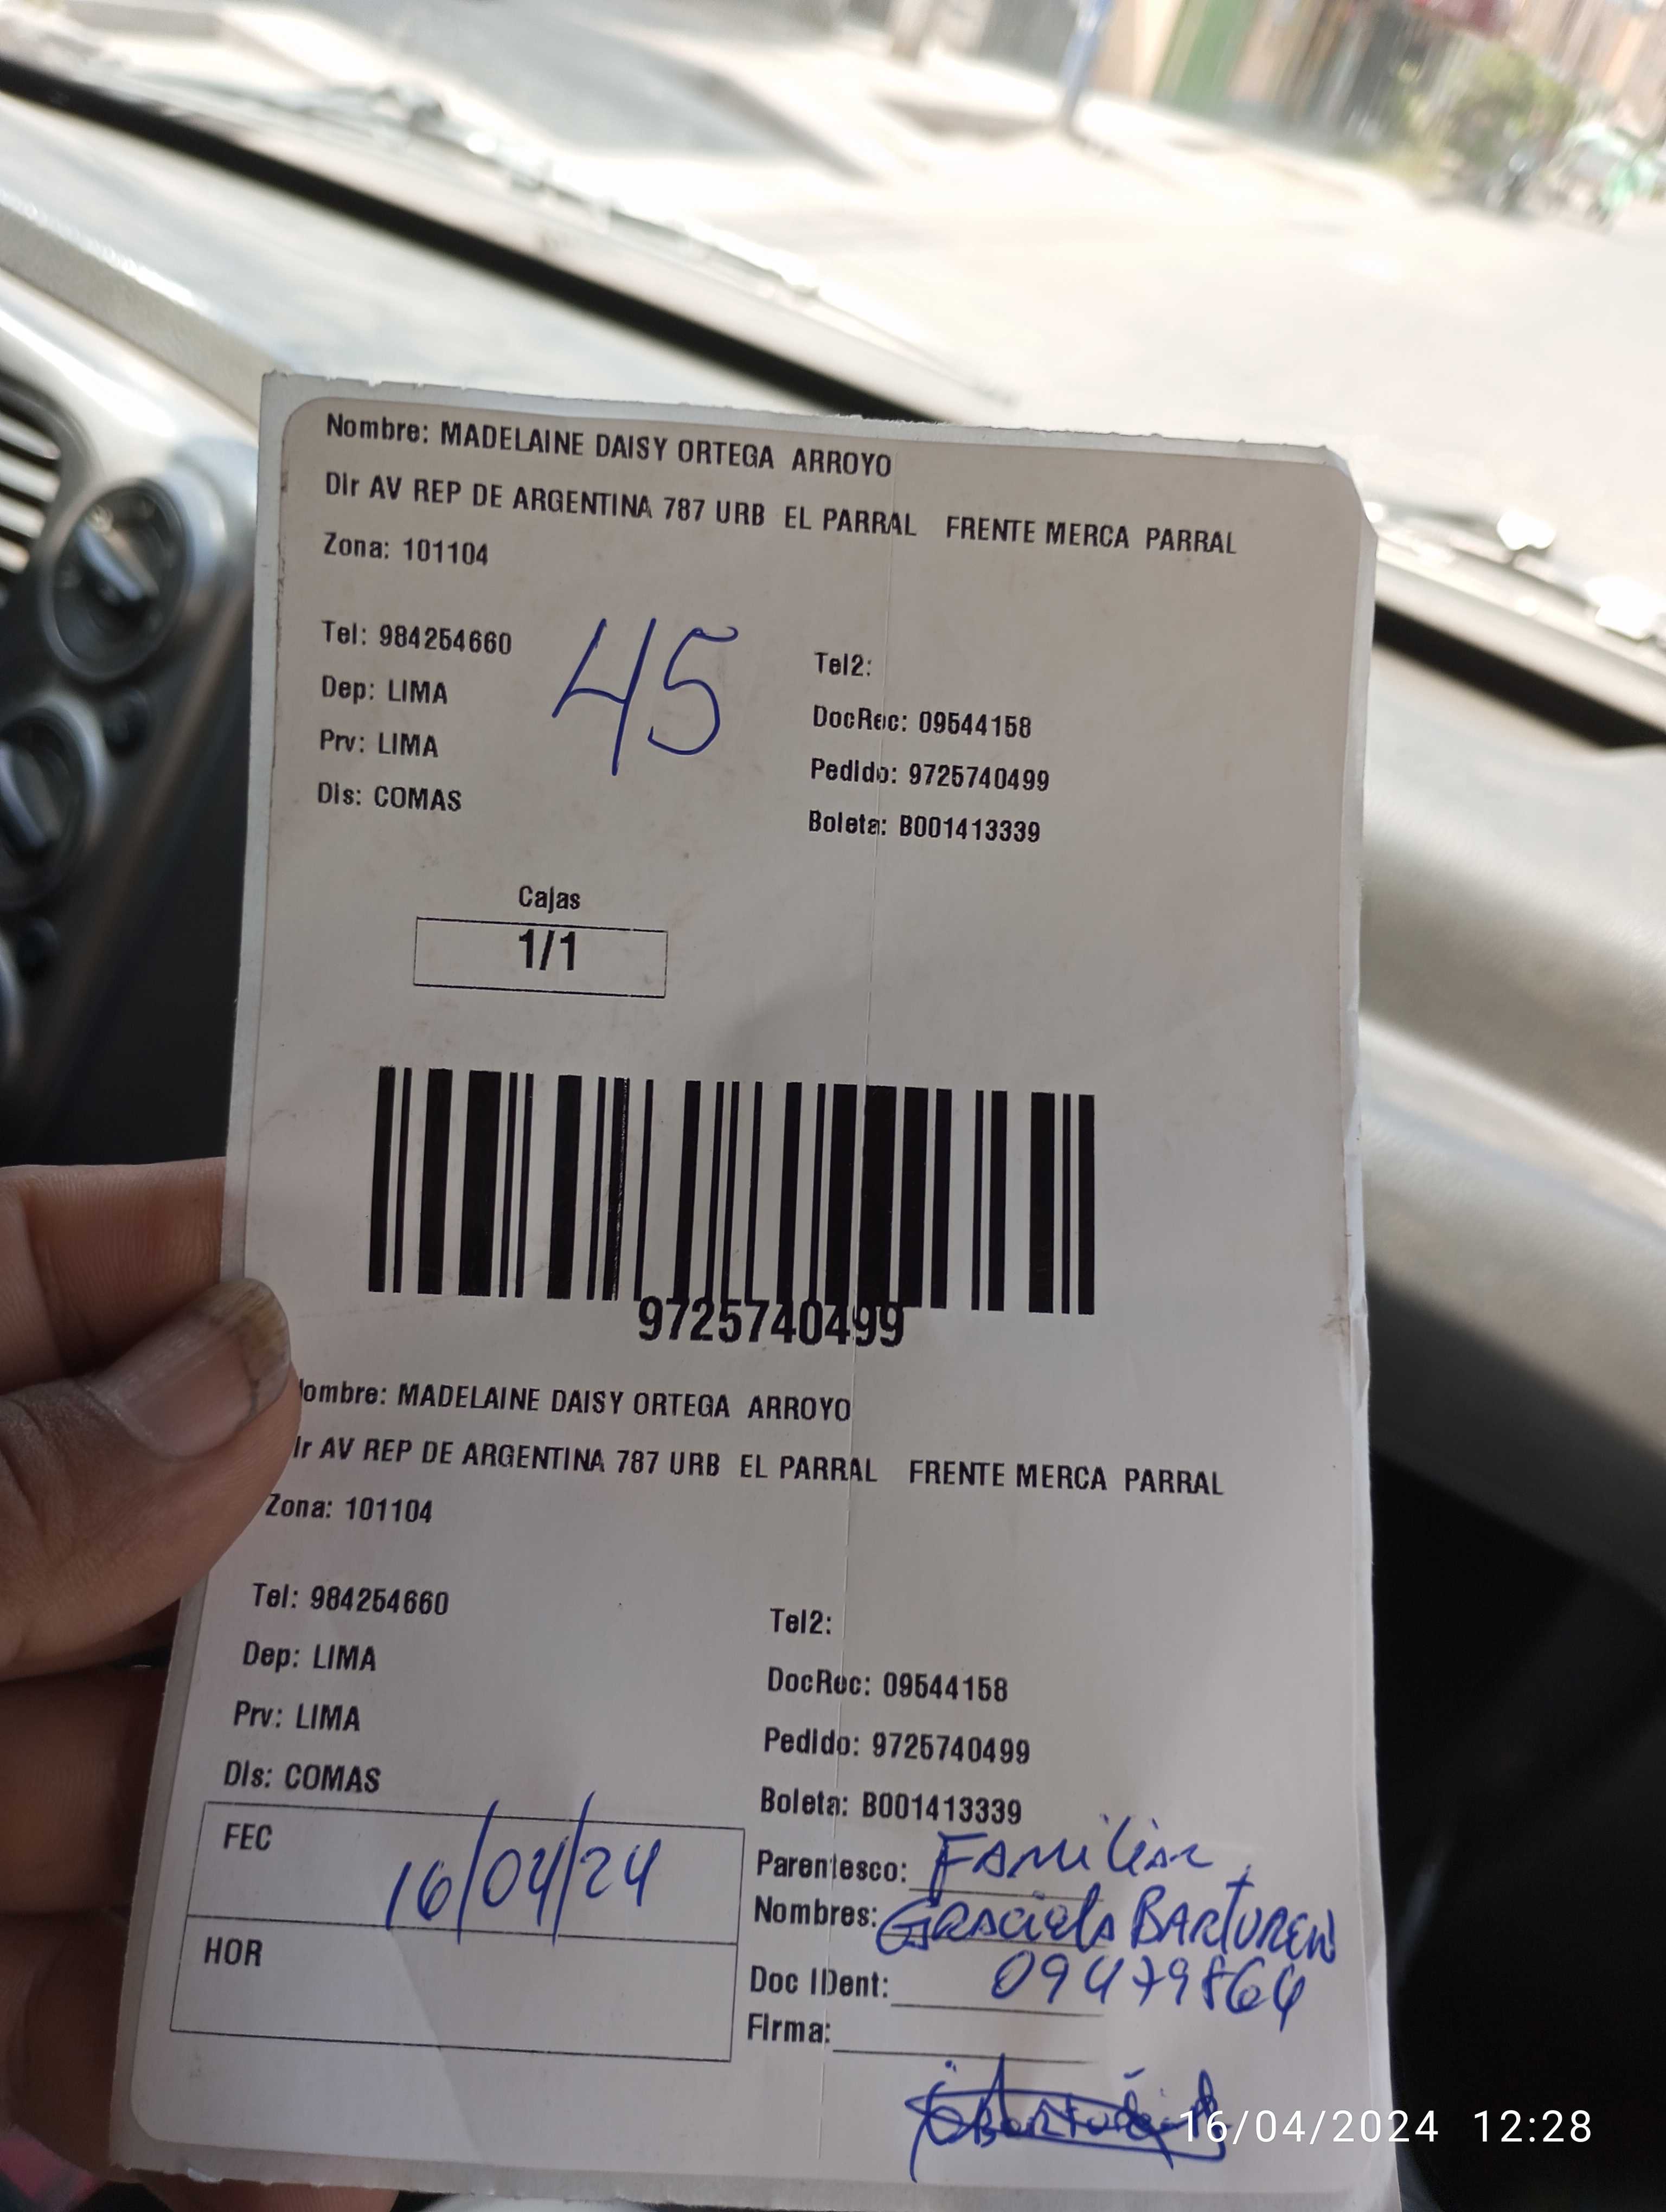 Nombre: MADELAINE DAISY ORTEGA ARROYO
Dir AV REP DE ARGENTINA 787 URB EL PARRAL FRENTE MERCA PARRAL
Zona: 101104
Tel: 984254660
45
Tel2:
Dep: LIMA
DocRec: 09544158
Prv: LIMA
Pedido: 9725740499
Dis: COMAS
Boleta: B001413339
Cajas
1/1
9725740499
ombre: MADELAINE DAISY ORTEGA ARROYO
Ir AV REP DE ARGENTINA 787 URB EL PARRAL FRENTE MERCA PARRAL
Zona: 101104
Tel: 984254660
Tel2:
Dep: LIMA
DocRec: 09544158
Prv: LIMA
Pedido: 9725740499
Dis: COMAS
Boleta: B001413339
FEC 16/04/24
Parentesco: FAMiliar
Nombres: Graciela BARTUREN
HOR
Doc IDent: 09479864
Firma:
16/04/2024 12:28